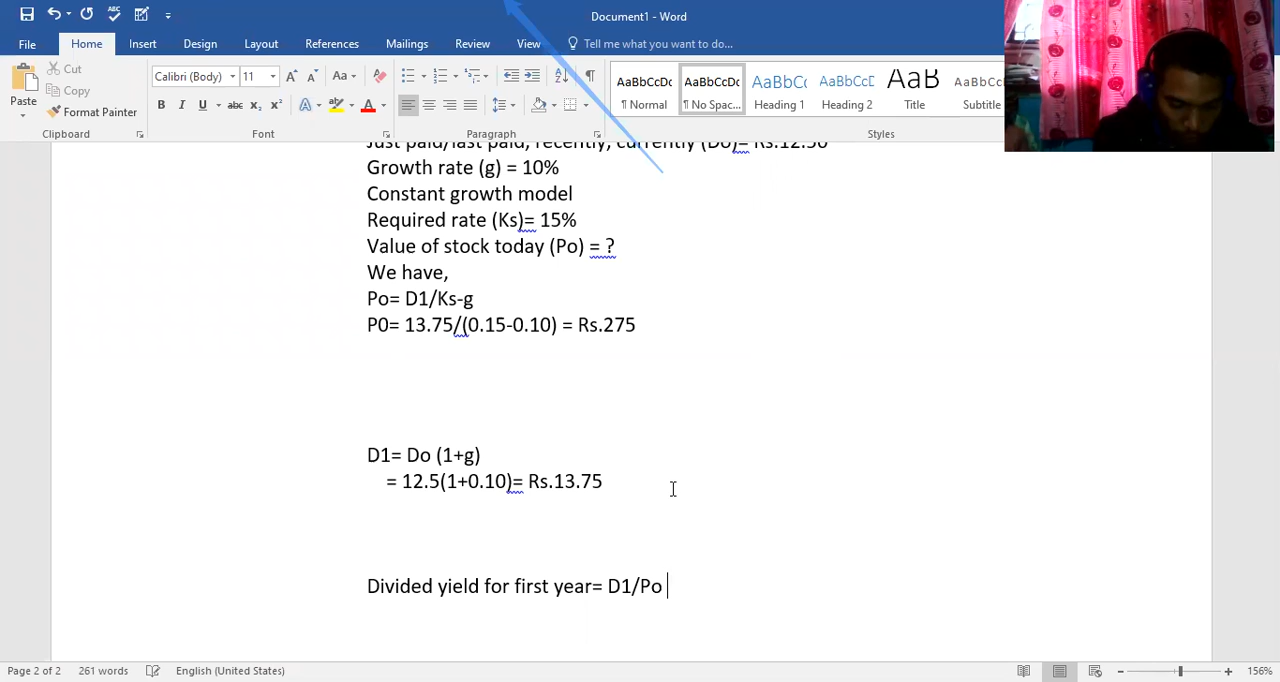 Document1 - Word
File Home Insert Design Layout References Mailings Review View Tell me what you want to do...
Cut
Copy
Paste Format Painter
Calibri (Body) 11
AaBbCcDc AaBbCcDc AaBbCc AaBbCcC AaB AaBbCcD
¶ Normal ¶ No Spac... Heading 1 Heading 2 Title Subtitle
Clipboard Font Paragraph Styles
Just paid/last paid, recently, currently (Do)= Rs.12.50
Growth rate (g) = 10%
Constant growth model
Required rate (Ks)= 15%
Value of stock today (Po) = ?
We have,
Po= D1/Ks-g
P0= 13.75/(0.15-0.10) = Rs.275
D1= Do (1+g)
= 12.5(1+0.10)= Rs.13.75
Divided yield for first year= D1/Po
Page 2 of 2 261 words English (United States) 156%